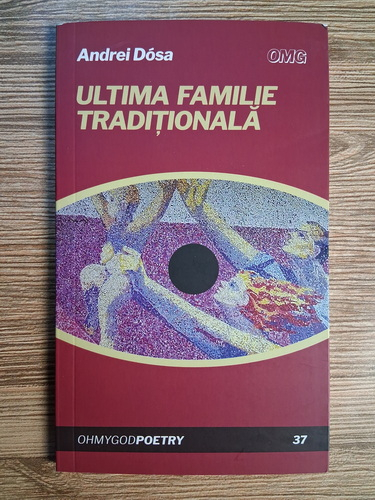 Andrei Dósa OMG
ULTIMA FAMILIE
TRADIȚIONALĂ
OHMYGODPOETRY 37